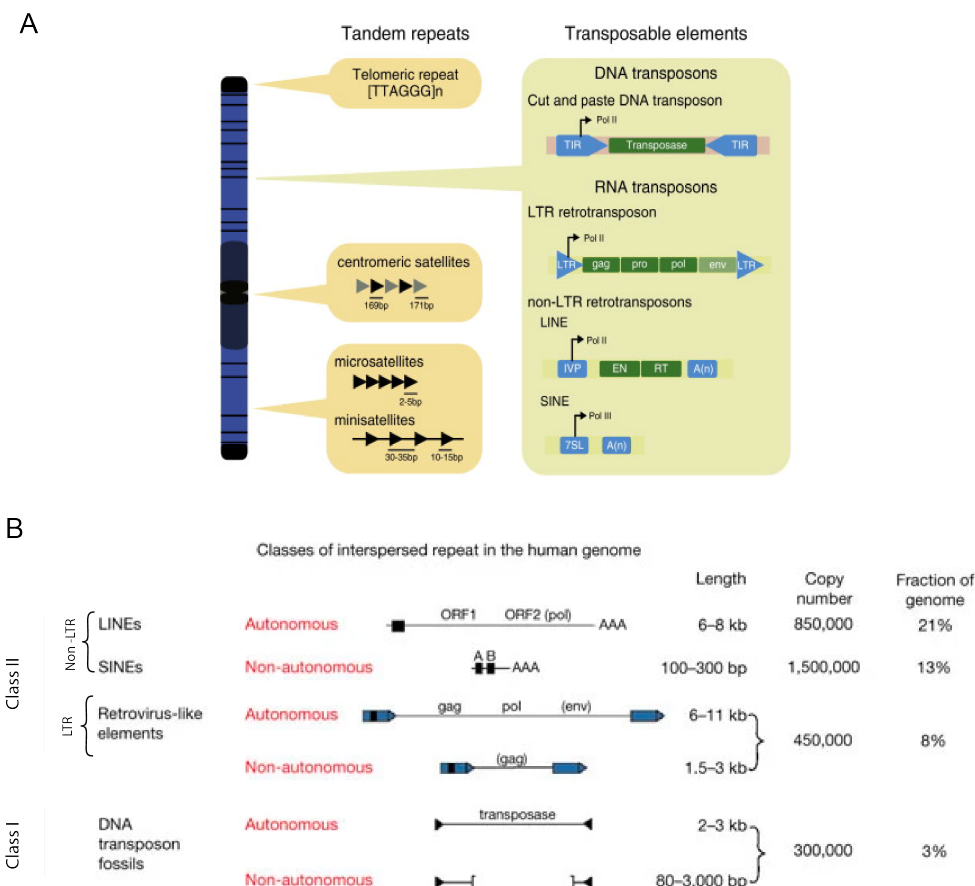 A
Tandem repeats
Transposable elements
Telomeric repeat
[TTAGGG]n
centromeric satellites
169bp 171bp
microsatellites
2-5bp
minisatellites
30-35bp 10-15bp
DNA transposons
Cut and paste DNA transposon
Pol II
TIR Transposase TIR
RNA transposons
LTR retrotransposon
Pol II
LTR gag pro pol env LTR
non-LTR retrotransposons
LINE
Pol II
IVP EN RT A(n)
SINE
Pol III
7SL A(n)
B
Classes of interspersed repeat in the human genome
Length Copy number Fraction of genome
Class II
Non -LTR
LINEs Autonomous ORF1 ORF2 (pol) AAA 6–8 kb 850,000 21%
SINEs Non-autonomous A B AAA 100–300 bp 1,500,000 13%
LTR
Retrovirus-like elements Autonomous gag pol (env) 6–11 kb
450,000 8%
Non-autonomous (gag) 1.5–3 kb
Class I
DNA transposon fossils Autonomous transposase 2–3 kb
300,000 3%
Non-autonomous 80–3,000 bp